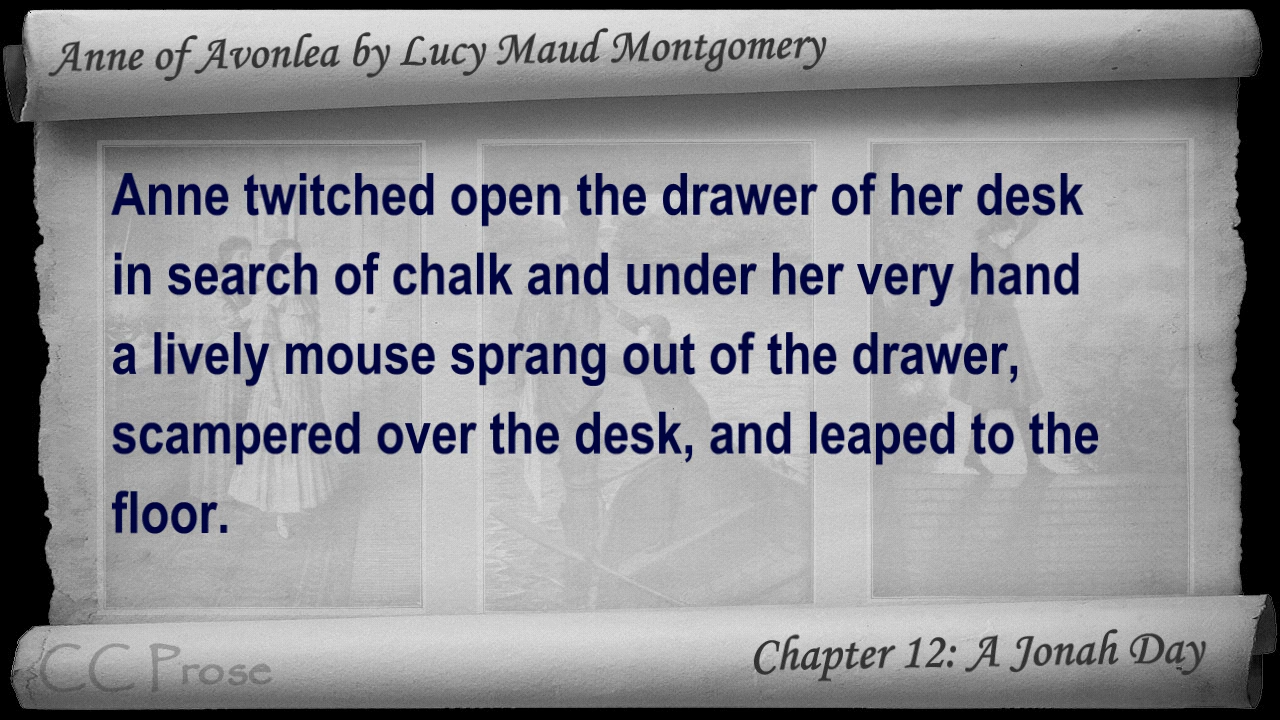 Anne of Avonlea by Lucy Maud Montgomery
Anne twitched open the drawer of her desk
in search of chalk and under her very hand
a lively mouse sprang out of the drawer,
scampered over the desk, and leaped to the
floor.
CC Prose
Chapter 12: A Jonah Day